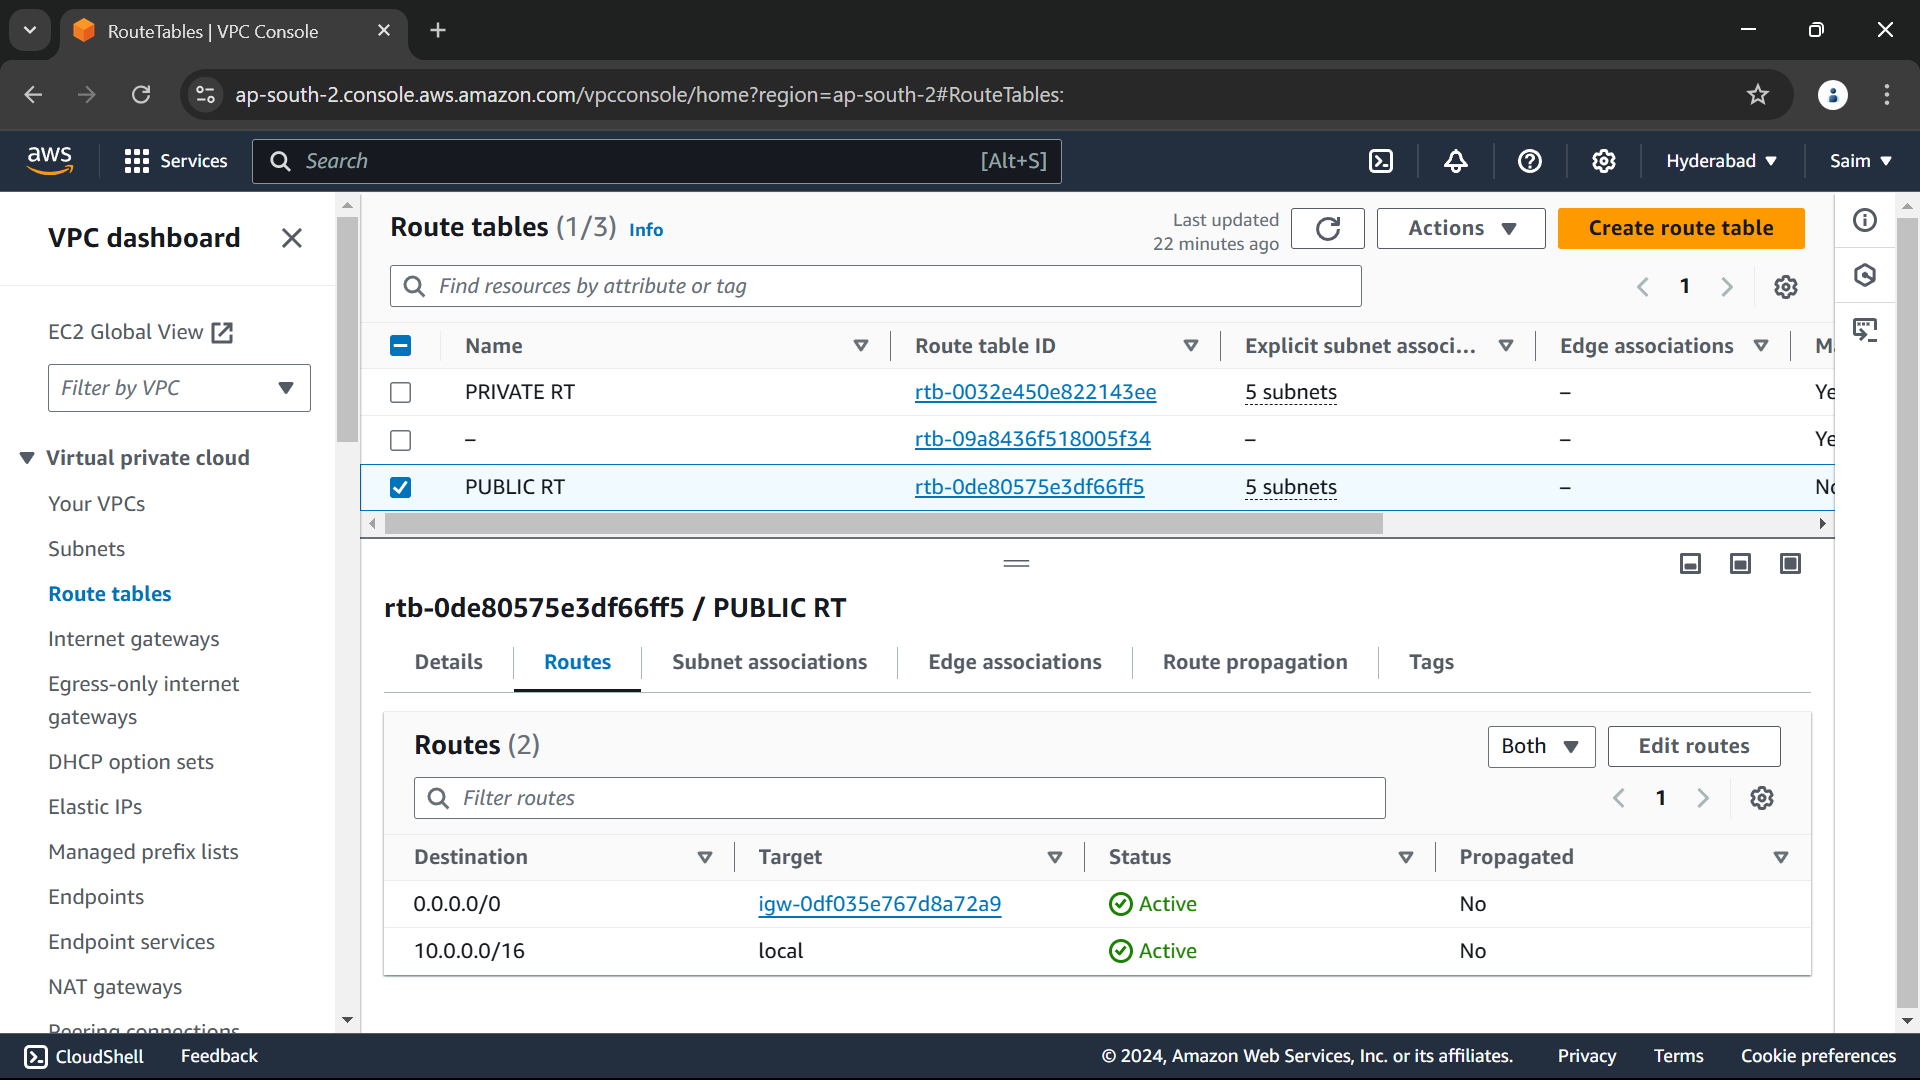 RouteTables | VPC Console
ap-south-2.console.aws.amazon.com/vpcconsole/home?region=ap-south-2#RouteTables:
aws
Services
Search
[Alt+S]
Hyderabad
Saim
VPC dashboard
EC2 Global View
Filter by VPC
Virtual private cloud
Your VPCs
Subnets
Route tables
Internet gateways
Egress-only internet
gateways
DHCP option sets
Elastic IPs
Managed prefix lists
Endpoints
Endpoint services
NAT gateways
Peering connections
Route tables (1/3) Info
Last updated
22 minutes ago
Actions
Create route table
Find resources by attribute or tag
1
Name Route table ID Explicit subnet associ... Edge associations
PRIVATE RT rtb-0032e450e822143ee 5 subnets – Ye
– rtb-09a8436f518005f34 – – Ye
PUBLIC RT rtb-0de80575e3df66ff5 5 subnets –
rtb-0de80575e3df66ff5 / PUBLIC RT
Details Routes Subnet associations Edge associations Route propagation Tags
Routes (2)
Both
Edit routes
Filter routes
1
Destination Target Status Propagated
0.0.0.0/0 igw-0df035e767d8a72a9 Active No
10.0.0.0/16 local Active No
CloudShell
Feedback
© 2024, Amazon Web Services, Inc. or its affiliates.
Privacy
Terms
Cookie preferences